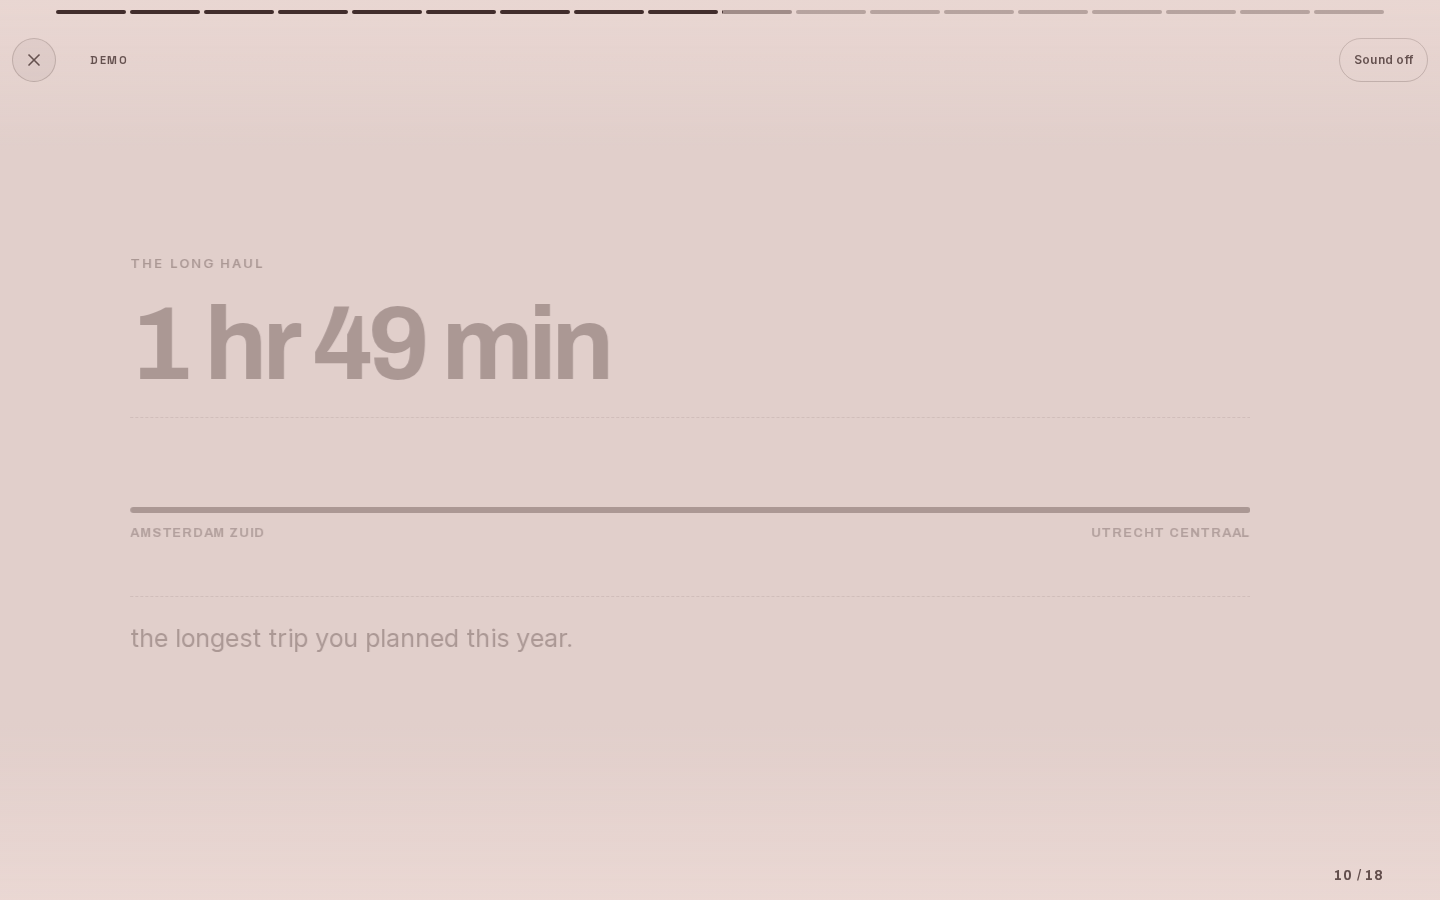 DEMO
Sound off
THE LONG HAUL
1 hr 49 min
AMSTERDAM ZUID
UTRECHT CENTRAAL
the longest trip you planned this year.
10 / 18